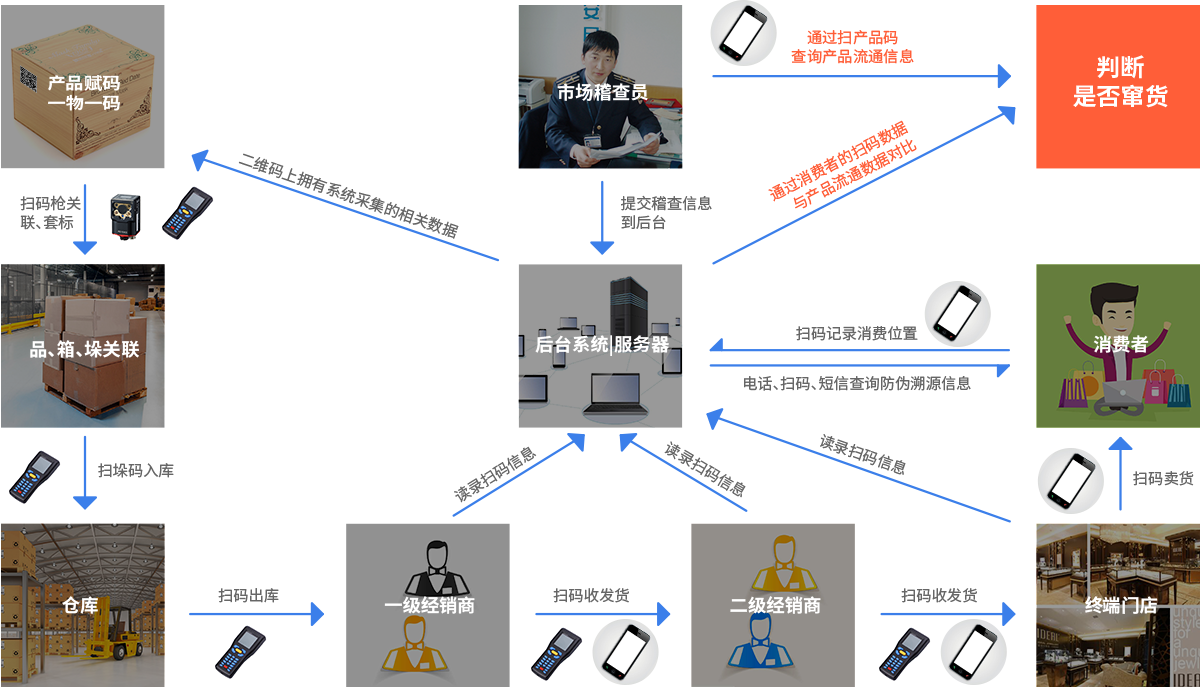 产品赋码
一物一码
市场稽查员
通过扫产品码
查询产品流通信息
判断
是否窜货
二维码上拥有系统采集的相关数据
通过消费者的扫码数据
与产品流通数据对比
扫码枪关
联、套标
提交稽查信息
到后台
品、箱、垛关联
后台系统|服务器
扫码记录消费位置
电话、扫码、短信查询防伪溯源信息
消费者
扫垛码入库
读录扫码信息
读录扫码信息
读录扫码信息
扫码卖货
仓库
扫码出库
一级经销商
扫码收发货
二级经销商
扫码收发货
终端门店